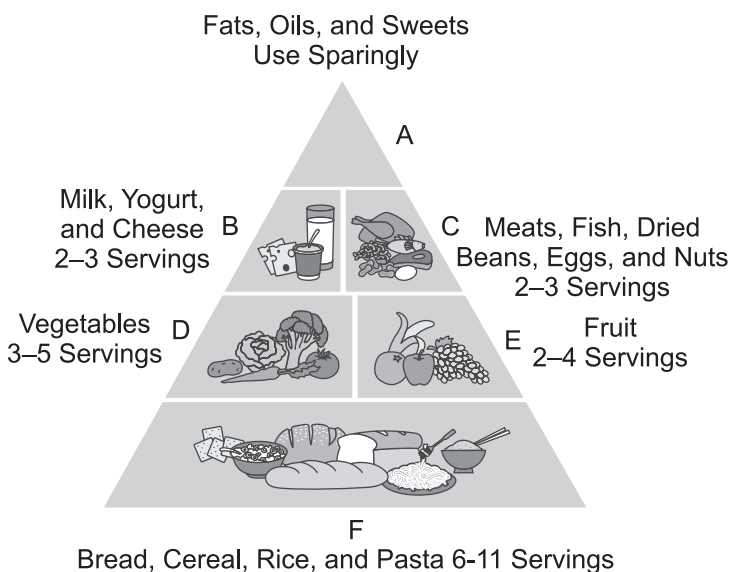 Fats, Oils, and Sweets
Use Sparingly
A
Milk, Yogurt,
and Cheese
2–3 Servings
B
C
Meats, Fish, Dried
Beans, Eggs, and Nuts
2–3 Servings
Vegetables
3–5 Servings
D
E
Fruit
2–4 Servings
F
Bread, Cereal, Rice, and Pasta 6-11 Servings